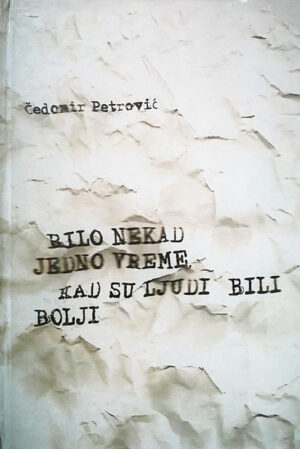 Čedomir Petrović
BILO NEKAD
JEDNO VREME
KAD SU LJUDI BILI
BOLJI